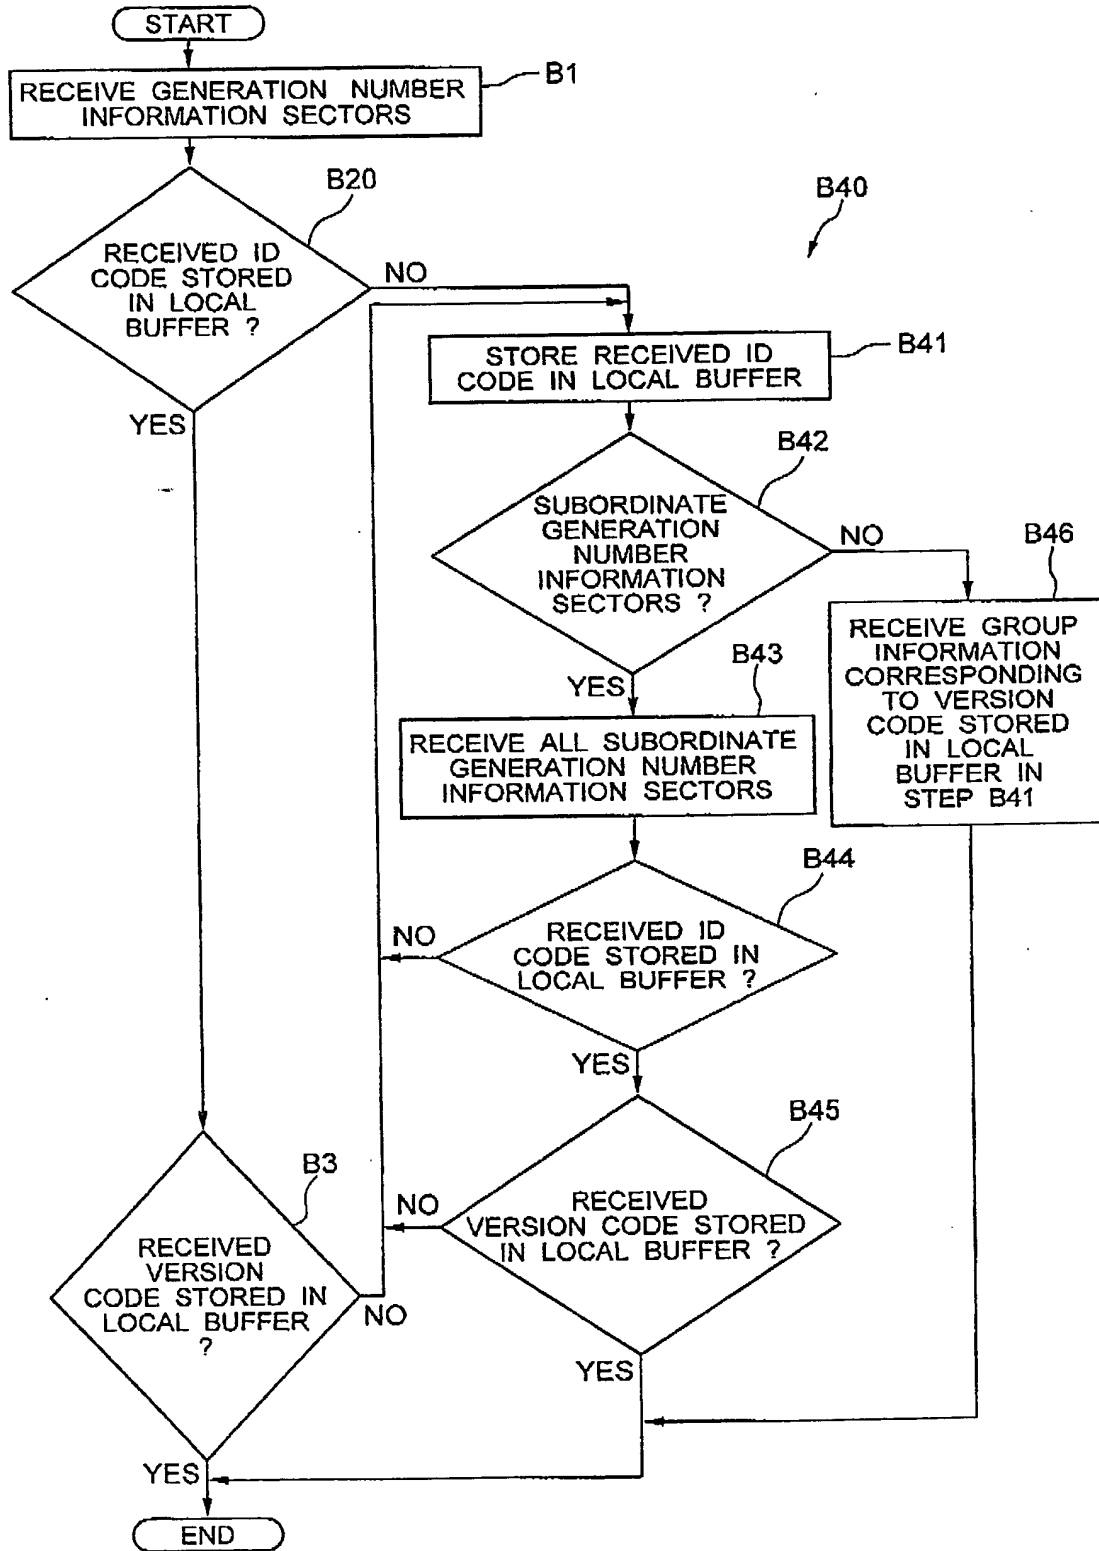 START
RECEIVE GENERATION NUMBER
INFORMATION SECTORS
B1
B20
RECEIVED ID
CODE STORED
IN LOCAL
BUFFER ?
NO
YES
B40
STORE RECEIVED ID
CODE IN LOCAL BUFFER
B41
B42
SUBORDINATE
GENERATION
NUMBER
INFORMATION
SECTORS ?
NO
YES
B46
RECEIVE GROUP
INFORMATION
CORRESPONDING
TO VERSION
CODE STORED
IN LOCAL
BUFFER IN
STEP B41
B43
RECEIVE ALL SUBORDINATE
GENERATION NUMBER
INFORMATION SECTORS
B44
RECEIVED ID
CODE STORED IN
LOCAL BUFFER ?
NO
YES
B45
RECEIVED
VERSION CODE STORED
IN LOCAL BUFFER ?
NO
YES
B3
RECEIVED
VERSION
CODE STORED IN
LOCAL BUFFER
?
NO
YES
END